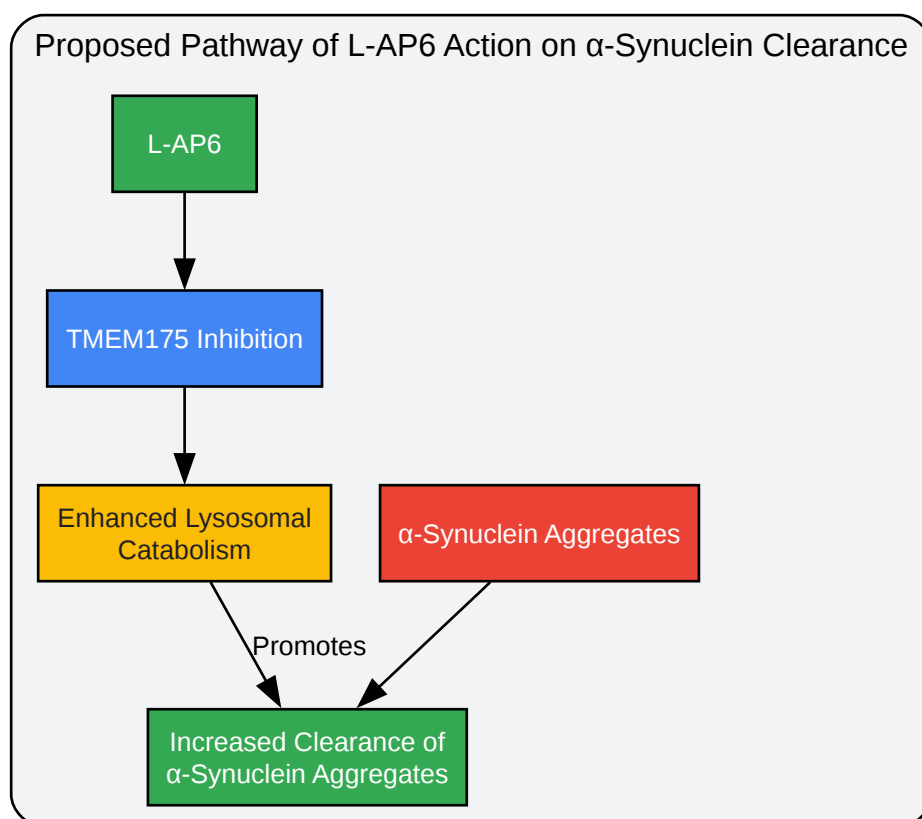 Proposed Pathway of L-AP6 Action on α-Synuclein Clearance
L-AP6
TMEM175 Inhibition
Enhanced Lysosomal
Catabolism
α-Synuclein Aggregates
Promotes
Increased Clearance of
α-Synuclein Aggregates